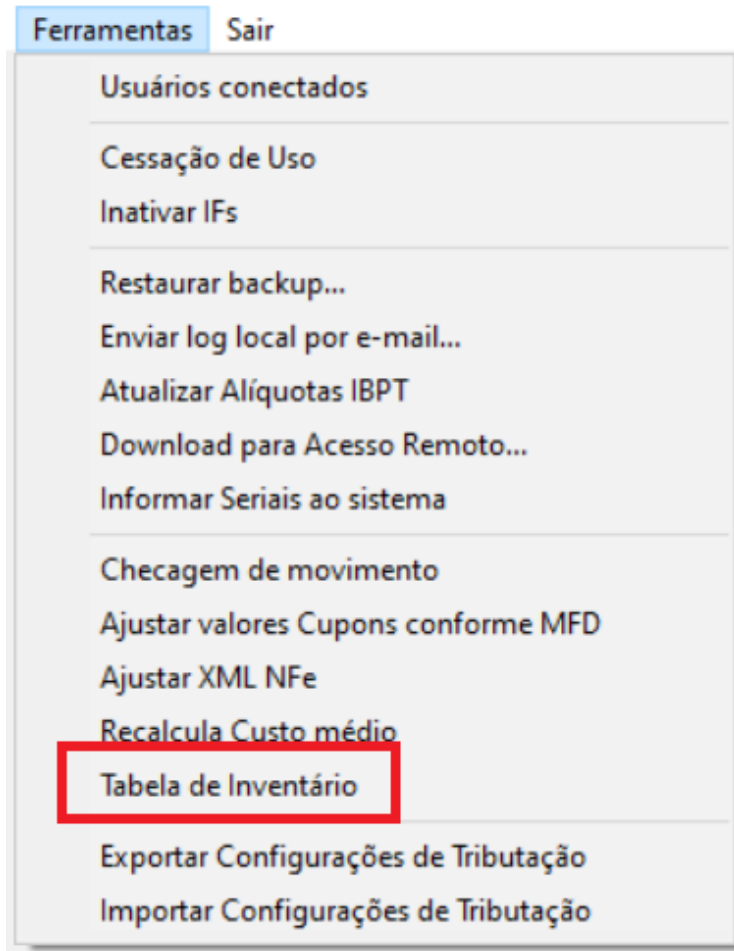 Ferramentas Sair
Usuários conectados
Cessação de Uso
Inativar IFs
Restaurar backup...
Enviar log local por e-mail...
Atualizar Alíquotas IBPT
Download para Acesso Remoto...
Informar Seriais ao sistema
Checagem de movimento
Ajustar valores Cupons conforme MFD
Ajustar XML NFe
Recalcula Custo médio
Tabela de Inventário
Exportar Configurações de Tributação
Importar Configurações de Tributação